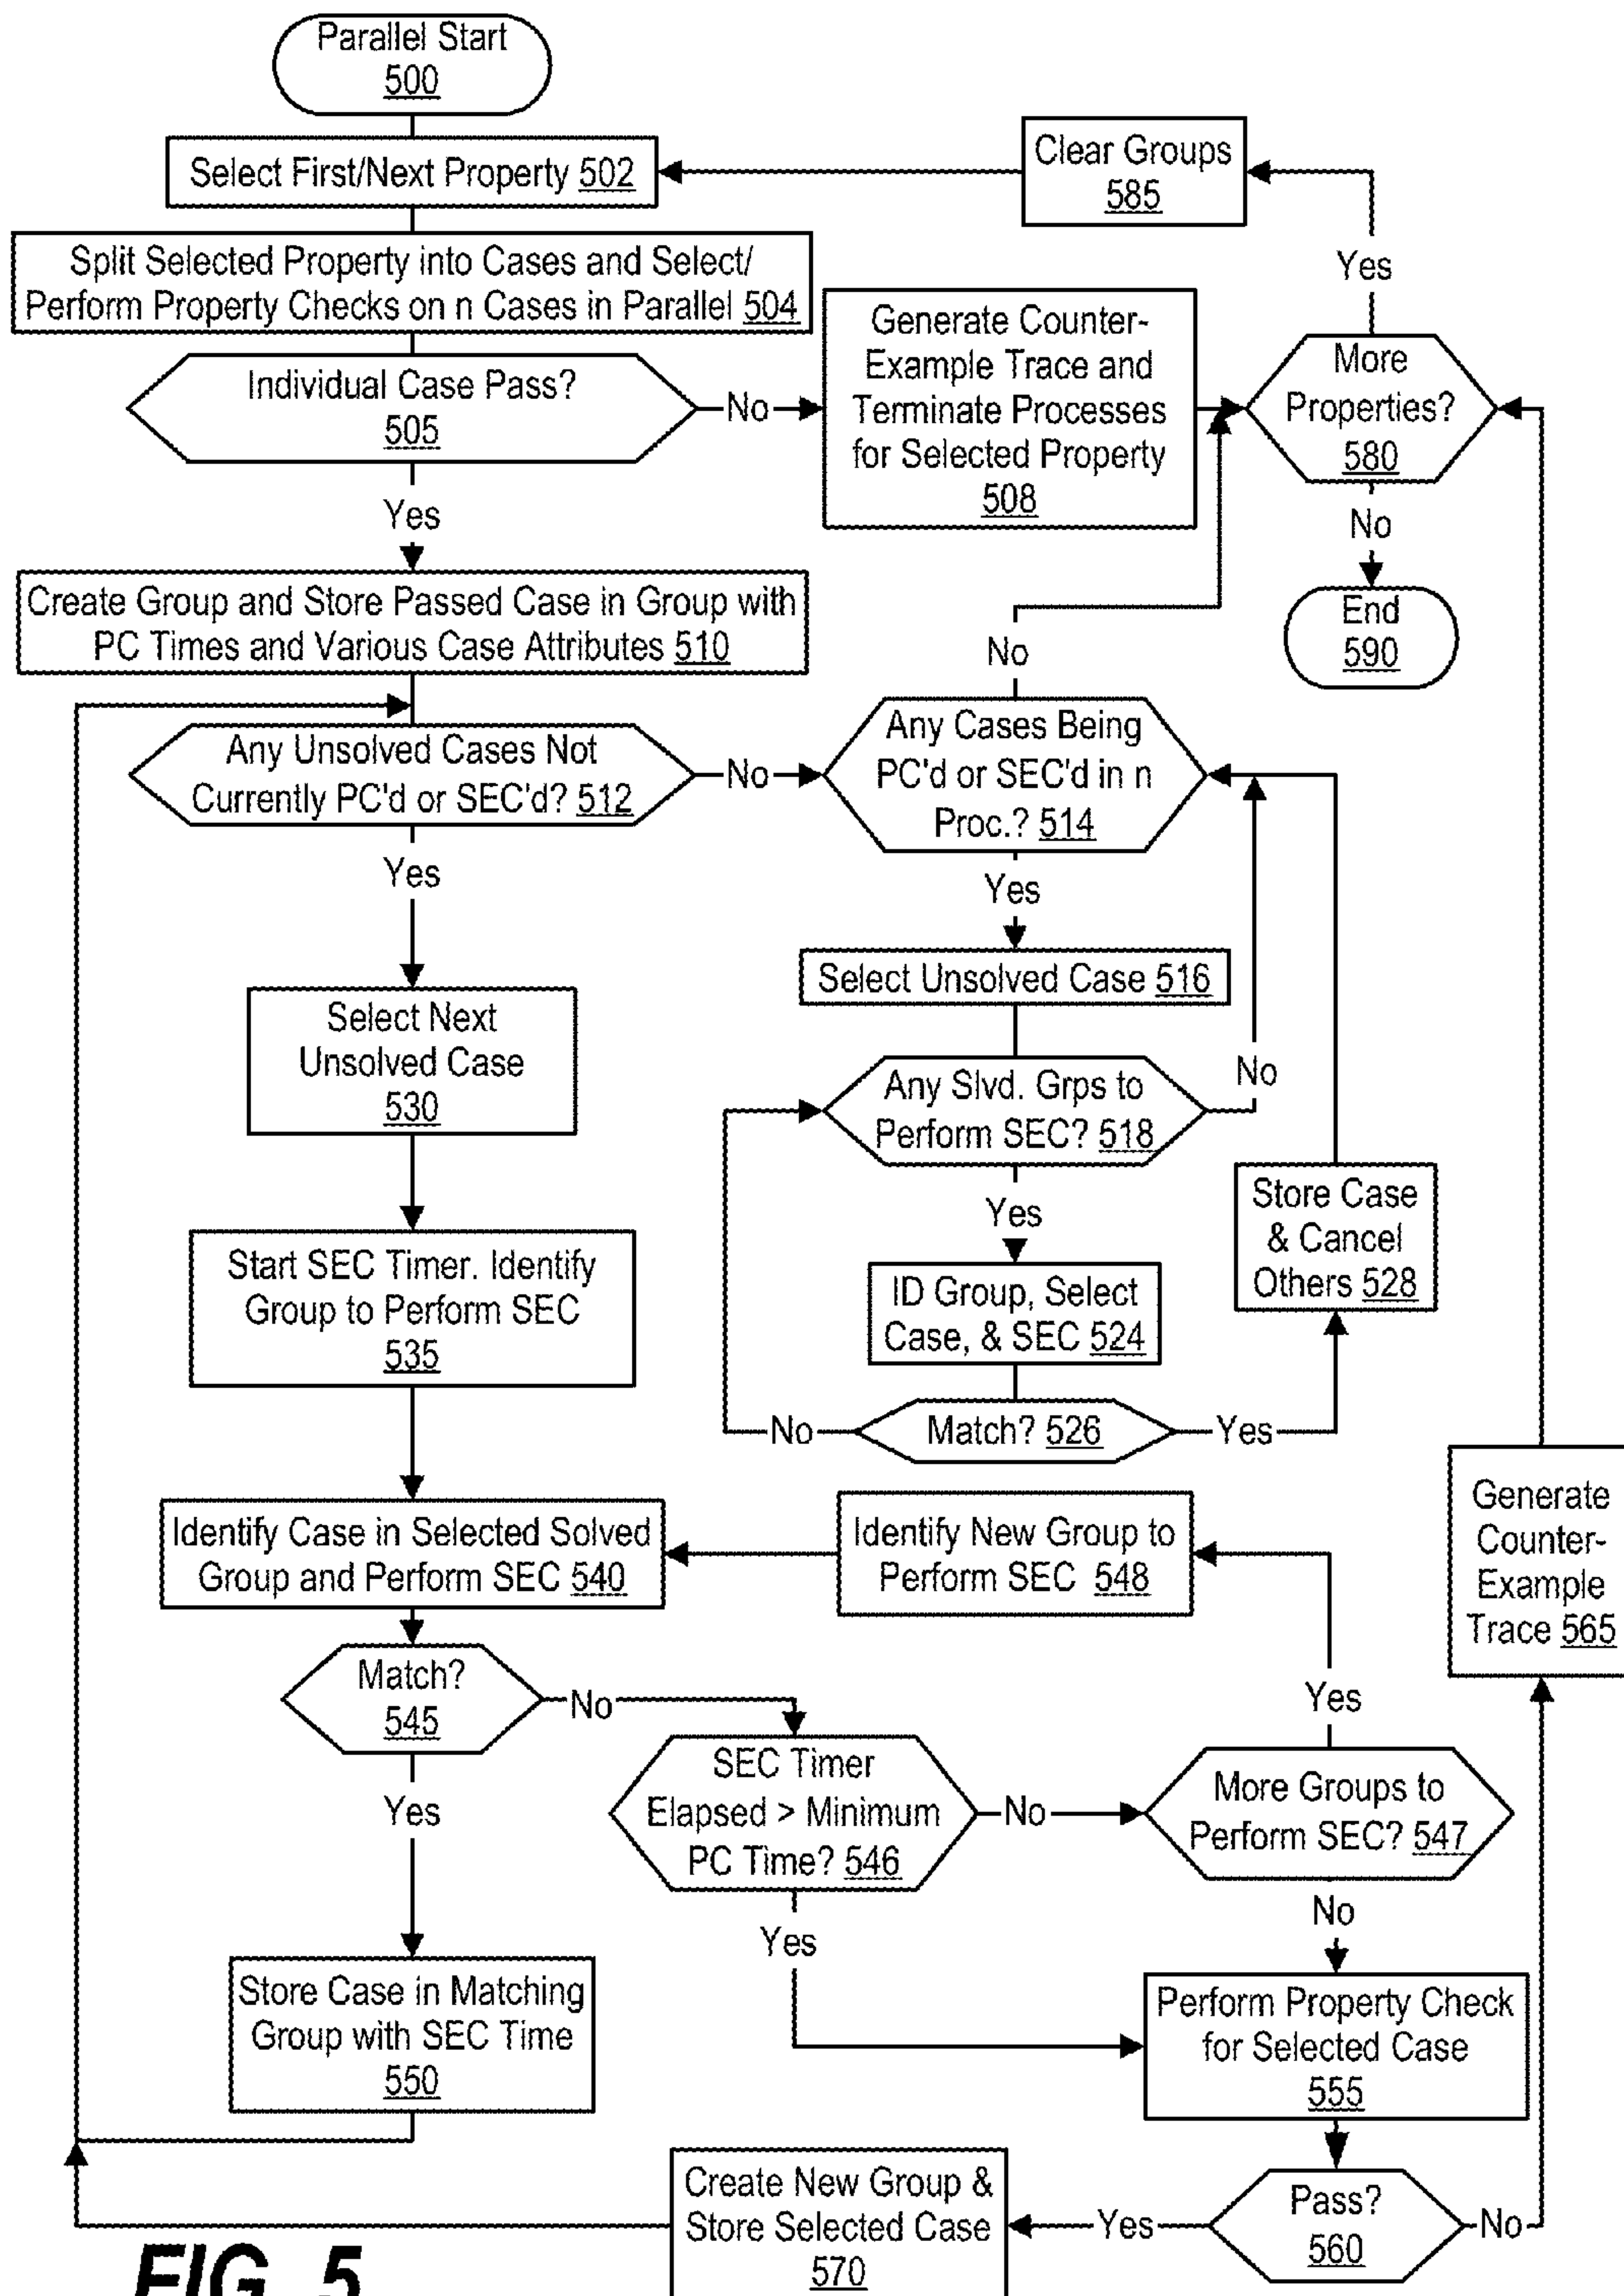 Parallel Start
500
Select First/Next Property 502
Clear Groups
585
Split Selected Property into Cases and Select/
Perform Property Checks on n Cases in Parallel 504
Yes
Individual Case Pass?
505
No
Generate Counter-
Example Trace and
Terminate Processes
for Selected Property
508
More
Properties?
580
Yes
No
End
590
Create Group and Store Passed Case in Group with
PC Times and Various Case Attributes 510
No
Any Unsolved Cases Not
Currently PC'd or SEC'd? 512
No
Any Cases Being
PC'd or SEC'd in n
Proc.? 514
Yes
Yes
Select Unsolved Case 516
Select Next
Unsolved Case
530
Any Slvd. Grps to
Perform SEC? 518
No
Yes
Store Case
& Cancel
Others 528
Start SEC Timer. Identify
Group to Perform SEC
535
ID Group, Select
Case, & SEC 524
No
Match? 526
Yes
Generate
Counter-
Example
Trace 565
Identify Case in Selected Solved
Group and Perform SEC 540
Identify New Group to
Perform SEC 548
Match?
545
No
Yes
Yes
SEC Timer
Elapsed > Minimum
PC Time? 546
No
More Groups to
Perform SEC? 547
Yes
No
Store Case in Matching
Group with SEC Time
550
Perform Property Check
for Selected Case
555
Create New Group &
Store Selected Case
570
Yes
Pass?
560
No
FIG. 5